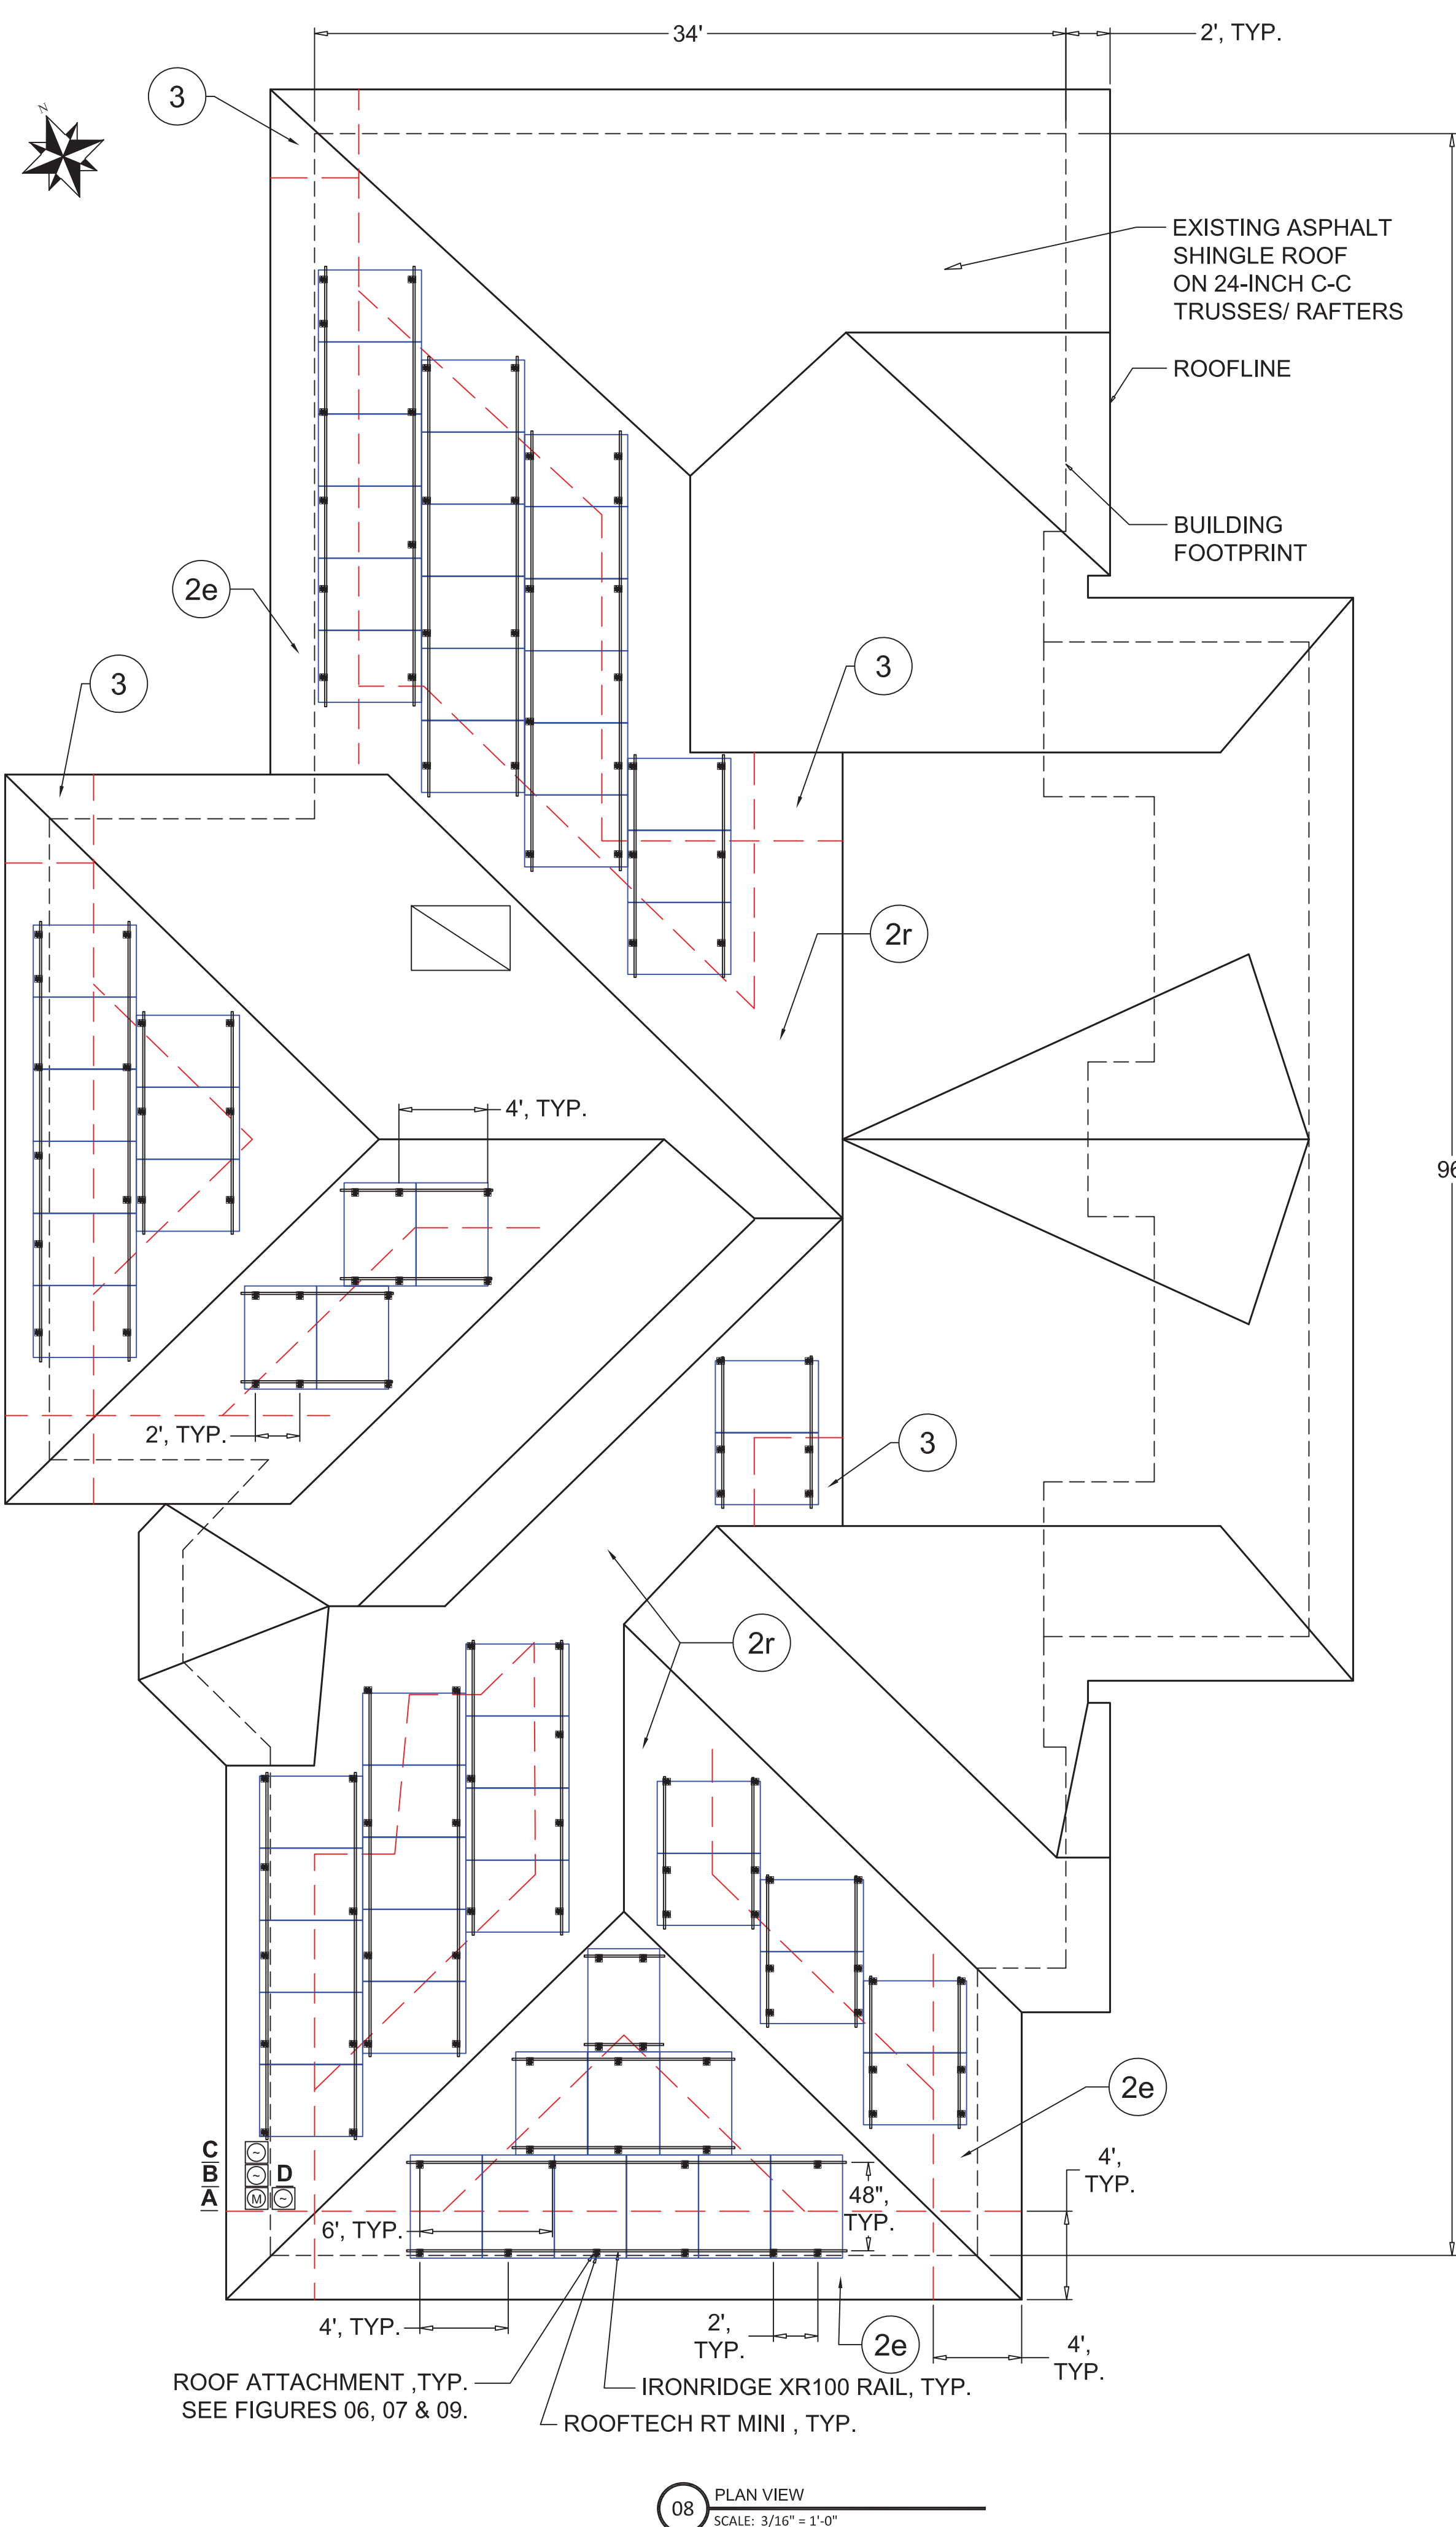 34'
2', TYP.
N
3
EXISTING ASPHALT
SHINGLE ROOF
ON 24-INCH C-C
TRUSSES/ RAFTERS
ROOFLINE
BUILDING
FOOTPRINT
2e
3
3
2r
4', TYP.
96
2', TYP.
3
2r
2e
C
B
A
D
M
~
~
~
4',
TYP.
48",
TYP.
6', TYP.
4', TYP.
2',
TYP.
2e
4',
TYP.
ROOF ATTACHMENT ,TYP.
SEE FIGURES 06, 07 & 09.
IRONRIDGE XR100 RAIL, TYP.
ROOFTECH RT MINI , TYP.
08
PLAN VIEW
SCALE: 3/16" = 1'-0"